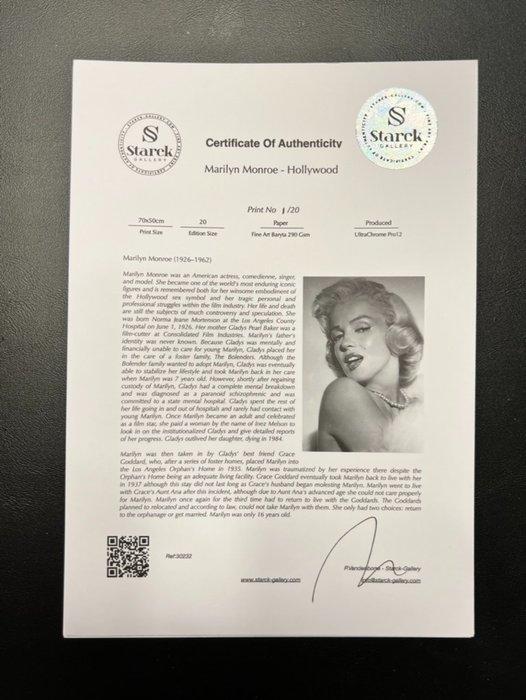 STARCK-GALLERY.COM
Starck
GALLERY
Starck
GALLERY
Certificate Of Authenticity
Marilyn Monroe - Hollywood
Print No 1/20
70x50cm 20 Paper Produced
Print Size Edition Size Fine Art Baryta 290 Gsm UltraChrome Pro12
Marilyn Monroe (1926–1962)
Marilyn Monroe was an American actress, comedienne, singer,
and model. She became one of the world's most enduring iconic
figures and is remembered both for her winsome embodiment of
the Hollywood sex symbol and her tragic personal and
professional struggles within the film industry. Her life and death
are still the subjects of much controversy and speculation. She
was born Norma Jeane Mortenson at the Los Angeles County
Hospital on June 1, 1926. Her mother Gladys Pearl Baker was a
film-cutter at Consolidated Film Industries. Marilyn's father's
identity was never known. Because Gladys was mentally and
financially unable to care for young Marilyn, Gladys placed her
in the care of a foster family, The Bolenders. Although the
Bolender family wanted to adopt Marilyn, Gladys was eventually
able to stabilize her lifestyle and took Marilyn back in her care
when Marilyn was 7 years old. However, shortly after regaining
custody of Marilyn, Gladys had a complete mental breakdown
and was diagnosed as a paranoid schizophrenic and was
committed to a state mental hospital. Gladys spent the rest of
her life going in and out of hospitals and rarely had contact with
young Marilyn. Once Marilyn became an adult and celebrated
as a film star, she paid a woman by the name of Inez Melson to
look in on the institutionalized Gladys and give detailed reports
of her progress. Gladys outlived her daughter, dying in 1984.
Marilyn was then taken in by Gladys' best friend Grace
Goddard, who, after a series of foster homes, placed Marilyn into
the Los Angeles Orphan's Home in 1935. Marilyn was traumatized by her experience there despite the
Orphan's Home being an adequate living facility. Grace Goddard eventually took Marilyn back to live with her
in 1937 although this stay did not last long as Grace's husband began molesting Marilyn. Marilyn went to live
with Grace's Aunt Ana after this incident, although due to Aunt Ana's advanced age she could not care properly
for Marilyn. Marilyn once again for the third time had to return to live with the Goddards. The Goddards
planned to relocated and according to law, could not take Marilyn with them. She only had two choices: return
to the orphanage or get married. Marilyn was only 16 years old.
Ref:30232
P.Vandenbone - Starck-Gallery
www.starck-gallery.com info@starck-gallery.com